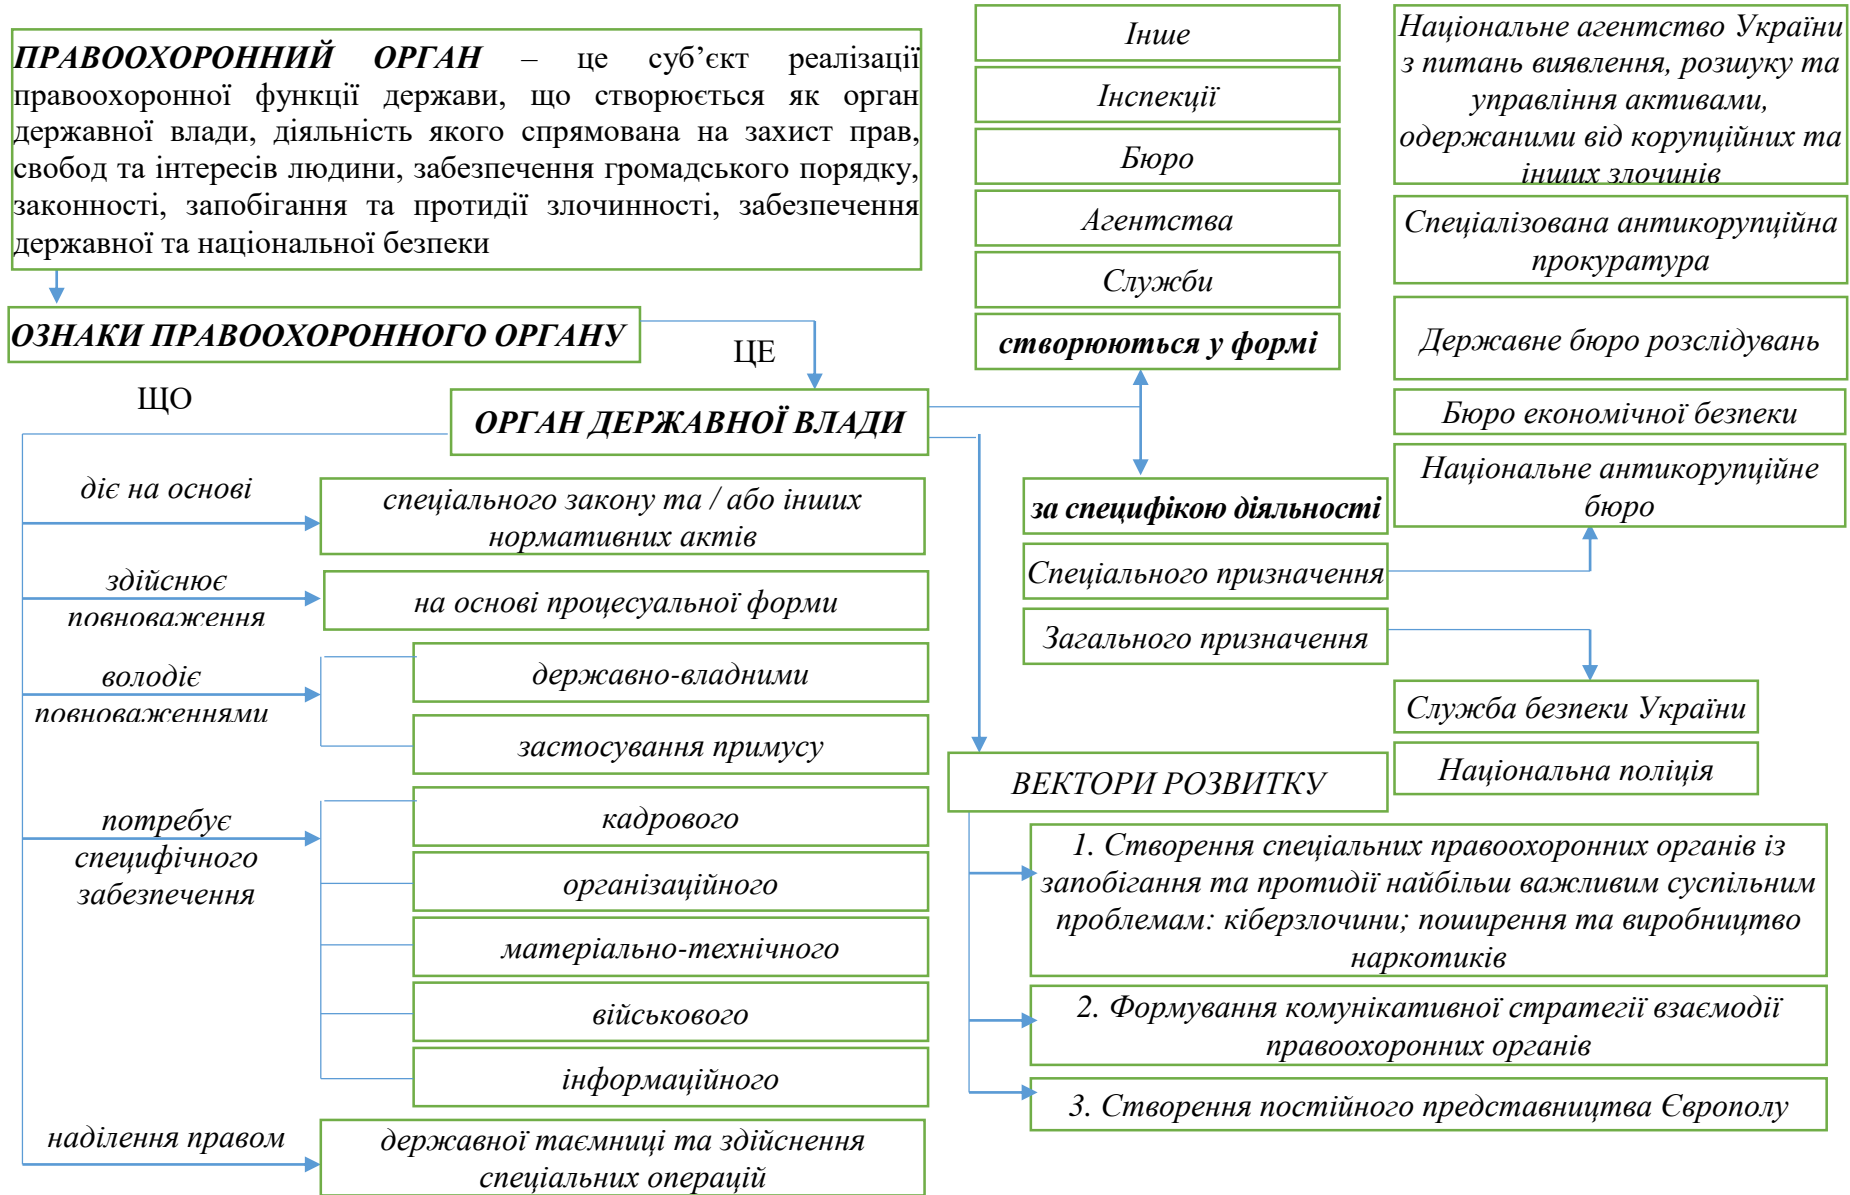 ПРАВООХОРОННИЙ ОРГАН – це суб’єкт реалізації
правоохоронної функції держави, що створюється як орган
державної влади, діяльність якого спрямована на захист прав,
свобод та інтересів людини, забезпечення громадського порядку,
законності, запобігання та протидії злочинності, забезпечення
державної та національної безпеки
ОЗНАКИ ПРАВООХОРОННОГО ОРГАНУ
ЦЕ
ЩО
ОРГАН ДЕРЖАВНОЇ ВЛАДИ
діє на основі
спеціального закону та / або інших
нормативних актів
здійснює
повноваження
на основі процесуальної форми
володіє
повноваженнями
державно-владними
застосування примусу
потребує
специфічного
забезпечення
кадрового
організаційного
матеріально-технічного
військового
інформаційного
наділення правом
державної таємниці та здійснення
спеціальних операцій
Інше
Інспекції
Бюро
Агентства
Служби
створюються у формі
за специфікою діяльності
Спеціального призначення
Загального призначення
Національне агентство України
з питань виявлення, розшуку та
управління активами,
одержаними від корупційних та
інших злочинів
Спеціалізована антикорупційна
прокуратура
Державне бюро розслідувань
Бюро економічної безпеки
Національне антикорупційне
бюро
Служба безпеки України
Національна поліція
ВЕКТОРИ РОЗВИТКУ
1. Створення спеціальних правоохоронних органів із
запобігання та протидії найбільш важливим суспільним
проблемам: кіберзлочини; поширення та виробництво
наркотиків
2. Формування комунікативної стратегії взаємодії
правоохоронних органів
3. Створення постійного представництва Європолу